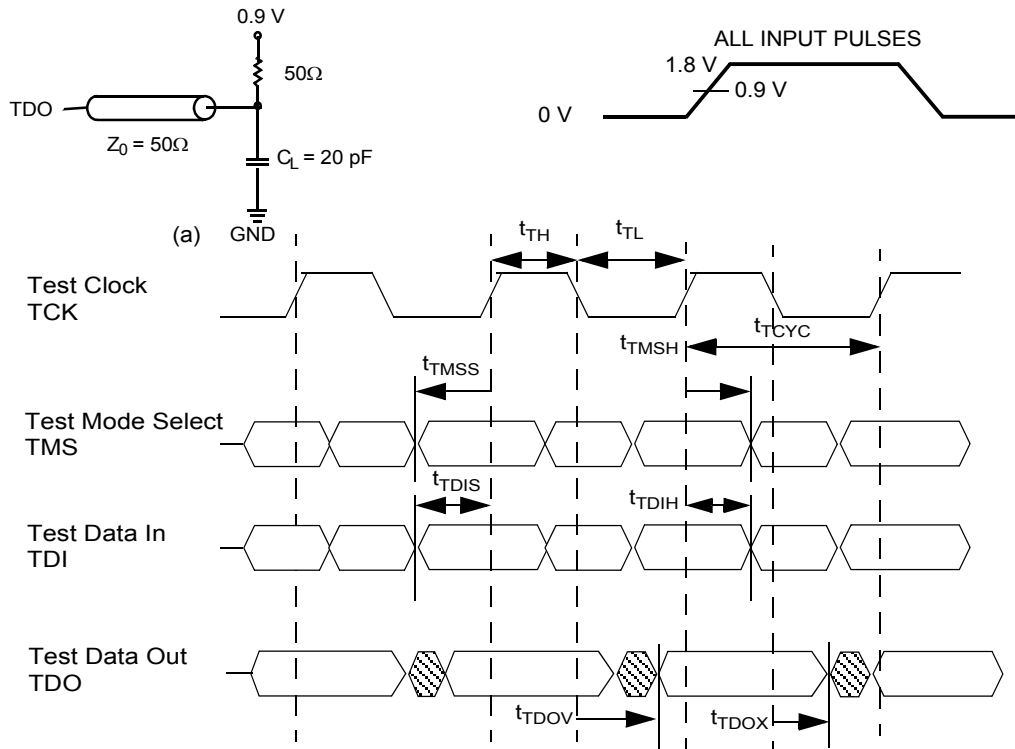 0.9 V
50Ω
TDO
Z0 = 50Ω
CL = 20 pF
(a) GND
ALL INPUT PULSES
1.8 V
0.9 V
0 V
tTH
tTL
Test Clock
TCK
tTMSH
tTCYC
tTMSS
Test Mode Select
TMS
tTDIS
tTDIH
Test Data In
TDI
Test Data Out
TDO
tTDOV
tTDOX